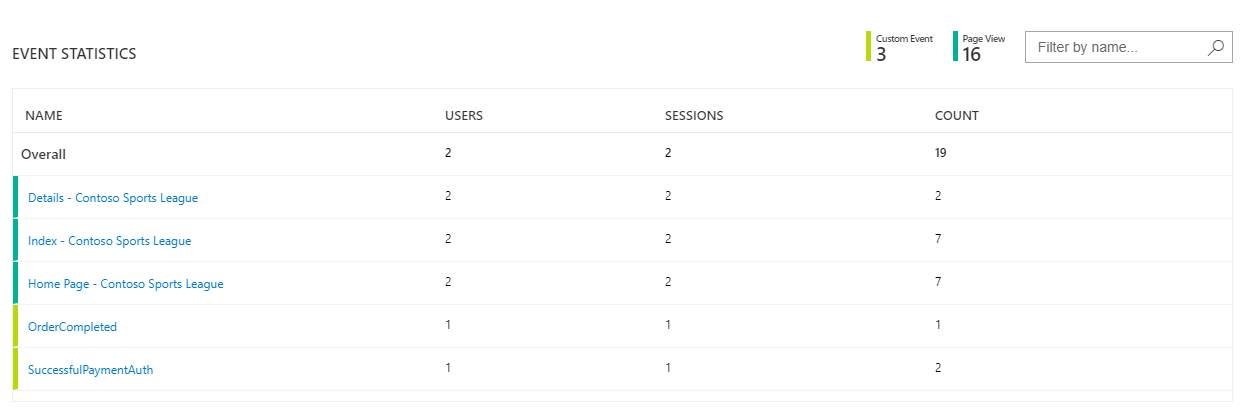 EVENT STATISTICS
Custom Event
3
Page View
16
Filter by name...
NAME USERS SESSIONS COUNT
Overall 2 2 19
Details - Contoso Sports League 2 2 2
Index - Contoso Sports League 2 2 7
Home Page - Contoso Sports League 2 2 7
OrderCompleted 1 1 1
SuccessfulPaymentAuth 1 1 2